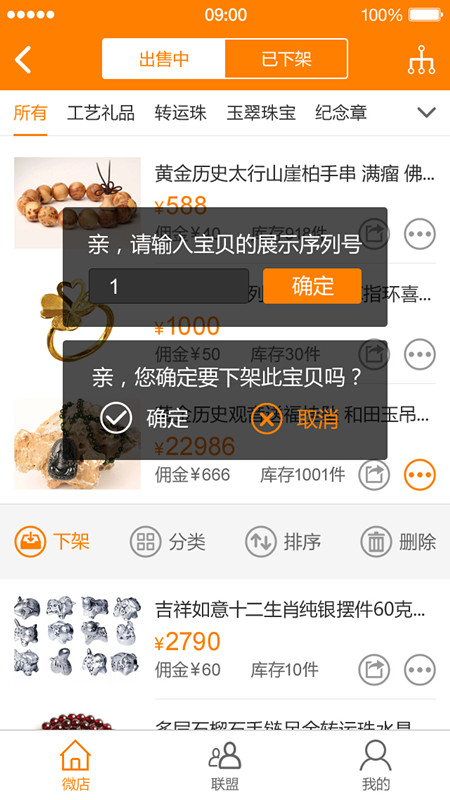 09:00 100%
出售中 已下架
所有 工艺礼品 转运珠 玉翠珠宝 纪念章
黄金历史太行山崖柏手串 满瘤 佛...
¥588
佣金¥40 库存918件
亲，请输入宝贝的展示序列号
1 确定
列 指环喜...
¥1000
佣金¥50 库存30件
亲，您确定要下架此宝贝吗？
确定 取消
黄金历史观音送福 和田玉吊...
¥22986
佣金¥666 库存1001件
下架 分类 排序 删除
吉祥如意十二生肖纯银摆件60克...
¥2790
佣金¥60 库存10件
多层石榴石手链足金转运珠水晶
微店 联盟 我的